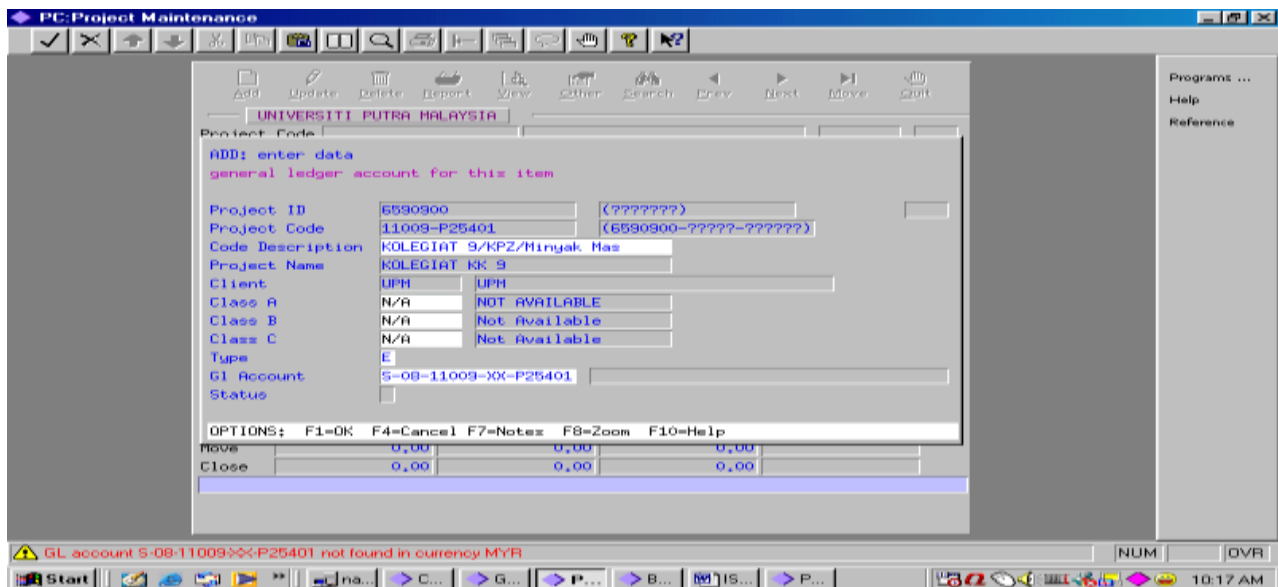 PC:Project Maintenance
Programs ...
Help
Reference
Add Update Delete Report View Other Search Prev Next Move Quit
UNIVERSITI PUTRA MALAYSIA
Project Code
ADD: enter data
general ledger account for this item
Project ID 6590900 (???????)
Project Code 11009-P25401 (6590900-?????-??????)
Code Description KOLEGIAT 9/KPZ/Minyak Mas
Project Name KOLEGIAT KK 9
Client UPM UPM
Class A N/A NOT AVAILABLE
Class B N/A Not Available
Class C N/A Not Available
Type E
Gl Account S-08-11009-XX-P25401
Status
OPTIONS: F1=OK F4=Cancel F7=Notes F8=Zoom F10=Help
Move 0.00 0.00 0.00
Close 0.00 0.00 0.00
GL account S-08-11009-XX-P25401 not found in currency MYR
NUM OVR
Start na... C... G... P... B... IS... P... 10:17 AM